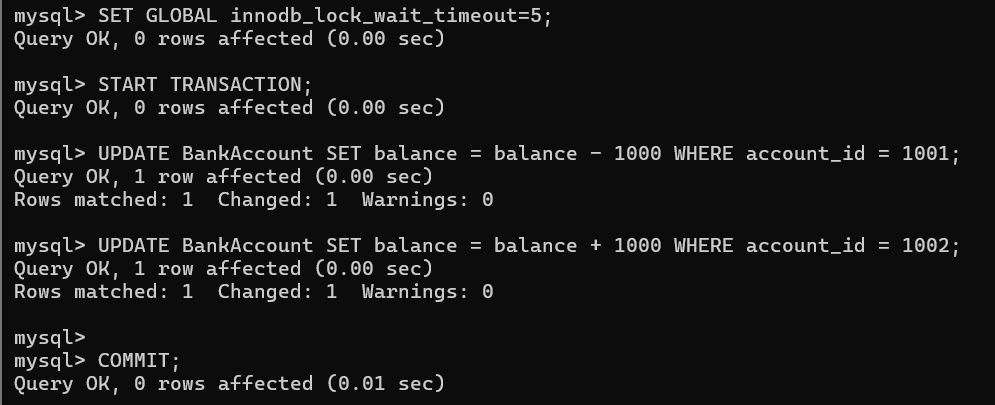 mysql> SET GLOBAL innodb_lock_wait_timeout=5;
Query OK, 0 rows affected (0.00 sec)
mysql> START TRANSACTION;
Query OK, 0 rows affected (0.00 sec)
mysql> UPDATE BankAccount SET balance = balance - 1000 WHERE account_id = 1001;
Query OK, 1 row affected (0.00 sec)
Rows matched: 1  Changed: 1  Warnings: 0
mysql> UPDATE BankAccount SET balance = balance + 1000 WHERE account_id = 1002;
Query OK, 1 row affected (0.00 sec)
Rows matched: 1  Changed: 1  Warnings: 0
mysql>
mysql> COMMIT;
Query OK, 0 rows affected (0.01 sec)